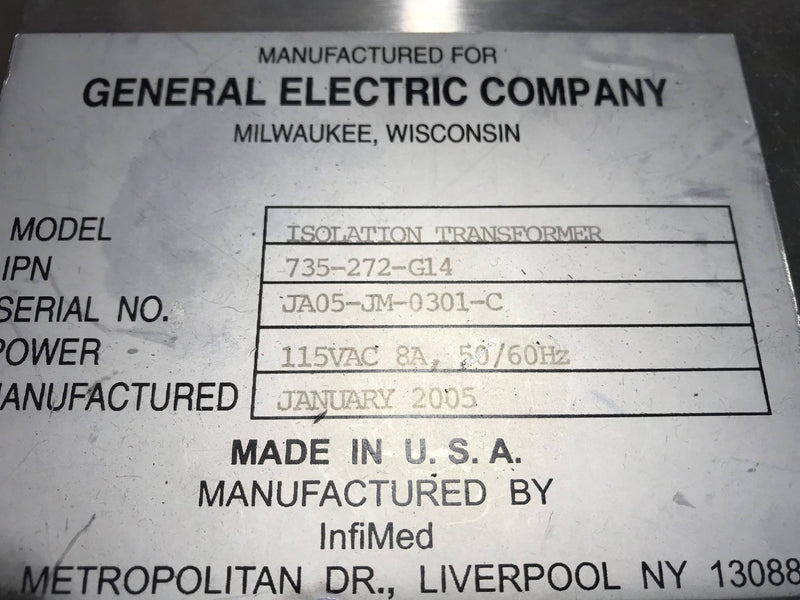 MANUFACTURED FOR
GENERAL ELECTRIC COMPANY
MILWAUKEE, WISCONSIN
MODEL ISOLATION TRANSFORMER
IPN 735-272-G14
SERIAL NO. JA05-JM-0301-C
POWER 115VAC 8A, 50/60Hz
MANUFACTURED JANUARY 2005
MADE IN U. S. A.
MANUFACTURED BY
InfiMed
METROPOLITAN DR., LIVERPOOL NY 13088